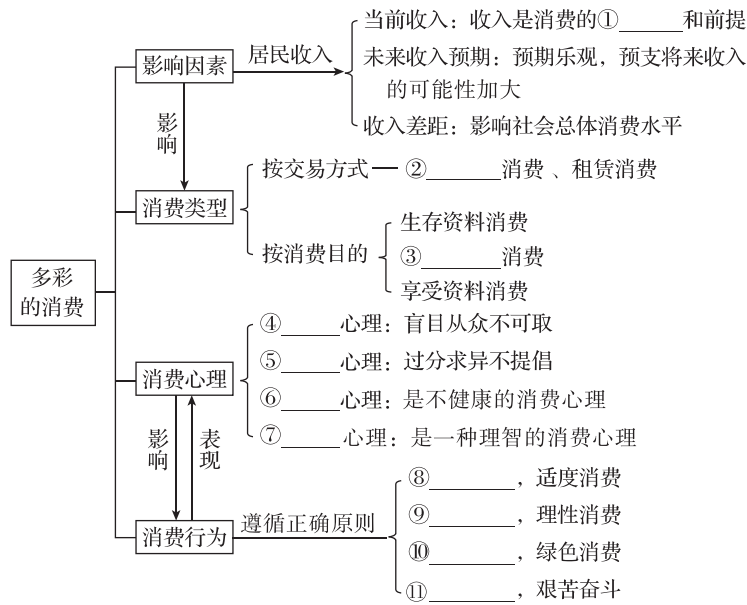 多彩
的消费
影响因素
居民收入
当前收入：收入是消费的①______和前提
未来收入预期：预期乐观，预支将来收入
的可能性加大
收入差距：影响社会总体消费水平
影响
消费类型
按交易方式—②______消费、租赁消费
按消费目的
生存资料消费
③______消费
享受资料消费
消费心理
④______心理：盲目从众不可取
⑤______心理：过分求异不提倡
⑥______心理：是不健康的消费心理
⑦______心理：是一种理智的消费心理
影响
表现
消费行为
遵循正确原则
⑧______，适度消费
⑨______，理性消费
⑩______，绿色消费
⑪______，艰苦奋斗